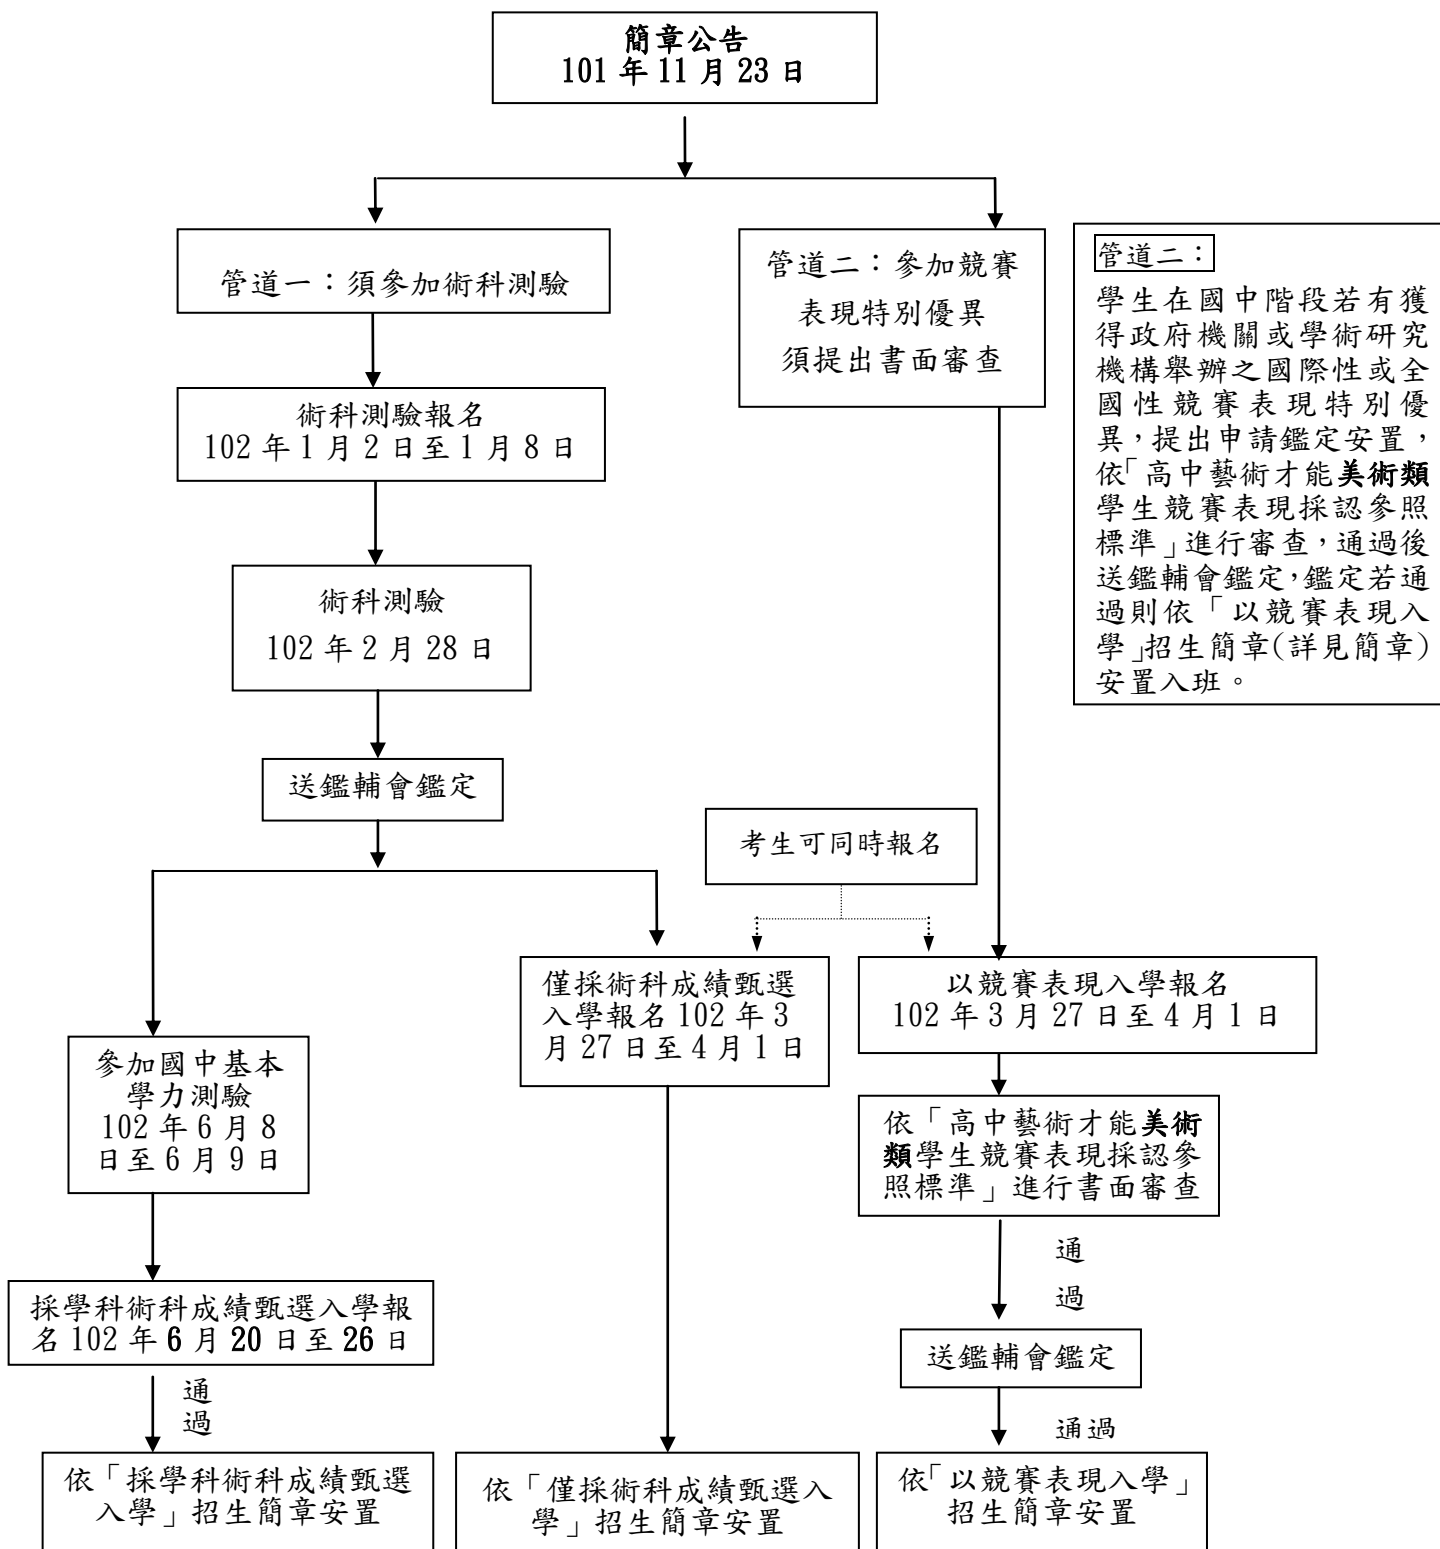 簡章公告
101 年 11 月 23 日
管道一：須參加術科測驗
管道二：參加競賽
表現特別優異
須提出書面審查
管道二：
學生在國中階段若有獲
得政府機關或學術研究
機構舉辦之國際性或全
國性競賽表現特別優
異，提出申請鑑定安置，
依「高中藝術才能美術類
學生競賽表現採認參照
標準」進行審查，通過後
送鑑輔會鑑定，鑑定若通
過則依「以競賽表現入
學」招生簡章(詳見簡章)
安置入班。
術科測驗報名
102 年 1 月 2 日至 1 月 8 日
術科測驗
102 年 2 月 28 日
送鑑輔會鑑定
考生可同時報名
僅採術科成績甄選
入學報名 102 年 3
月 27 日至 4 月 1 日
以競賽表現入學報名
102 年 3 月 27 日至 4 月 1 日
參加國中基本
學力測驗
102 年 6 月 8
日至 6 月 9 日
依「高中藝術才能美術
類學生競賽表現採認參
照標準」進行書面審查
通
過
採學科術科成績甄選入學報
名 102 年 6 月 20 日至 26 日
送鑑輔會鑑定
通
過
通過
依「採學科術科成績甄選
入學」招生簡章安置
依「僅採術科成績甄選入
學」招生簡章安置
依「以競賽表現入學」
招生簡章安置